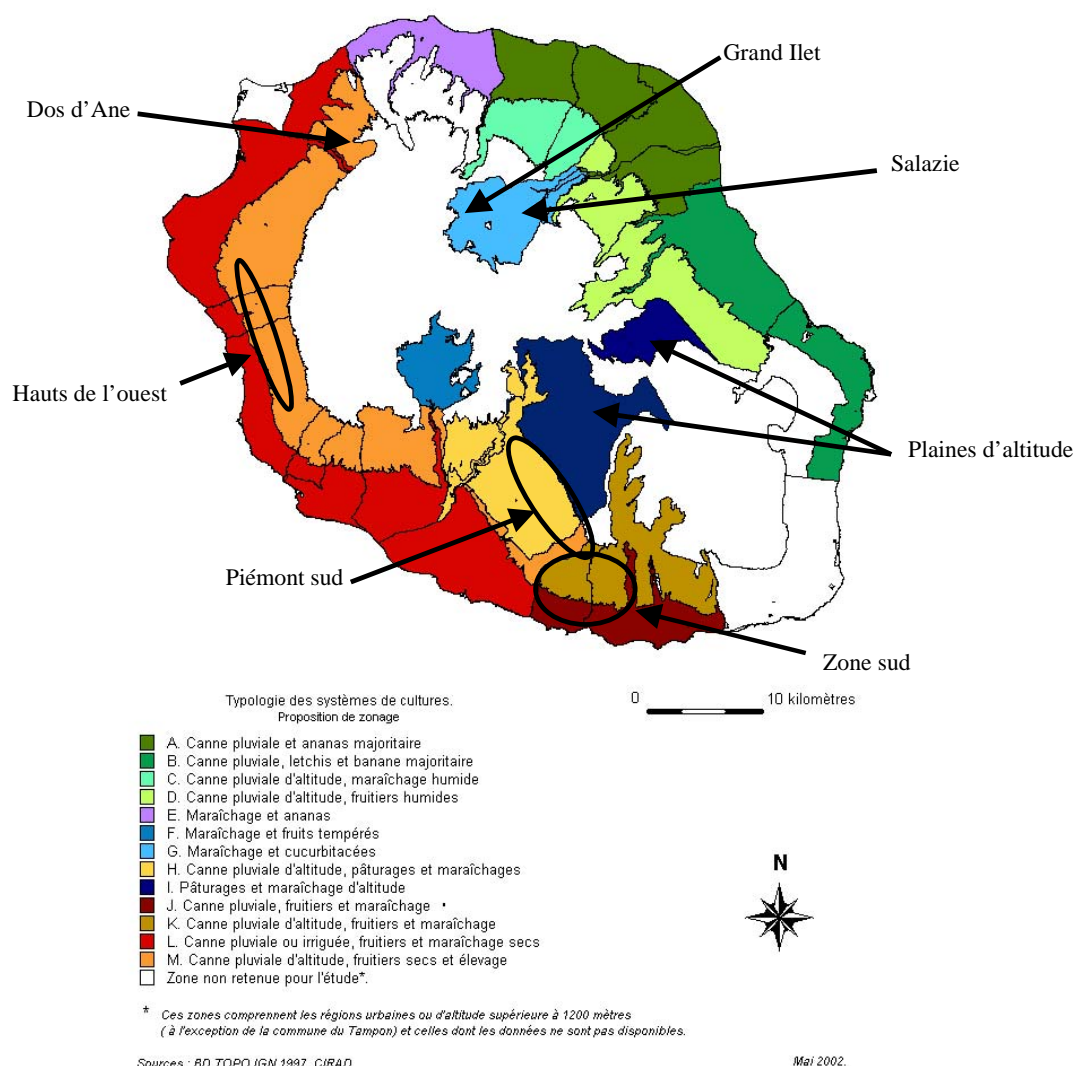 Grand Ilet
Dos d'Ane
Salazie
Hauts de l'ouest
Plaines d'altitude
Piémont sud
Zone sud
Typologie des systèmes de cultures.
Proposition de zonage
0 10 kilomètres
A. Canne pluviale et ananas majoritaire
B. Canne pluviale, letchis et banane majoritaire
C. Canne pluviale d'altitude, maraîchage humide
D. Canne pluviale d'altitude, fruitiers humides
E. Maraîchage et ananas
F. Maraîchage et fruits tempérés
G. Maraîchage et cucurbitacées
H. Canne pluviale d'altitude, pâturages et maraîchages
I. Pâturages et maraîchage d'altitude
J. Canne pluviale, fruitiers et maraîchage
K. Canne pluviale d'altitude, fruitiers et maraîchage
L. Canne pluviale ou irriguée, fruitiers et maraîchage secs
M. Canne pluviale d'altitude, fruitiers secs et élevage
Zone non retenue pour l'étude*.
N
* Ces zones comprennent les régions urbaines ou d'altitude supérieure à 1200 mètres
( à l'exception de la commune du Tampon) et celles dont les données ne sont pas disponibles.
Sources : BD TOPO IGN 1997, CIRAD Mai 2002.